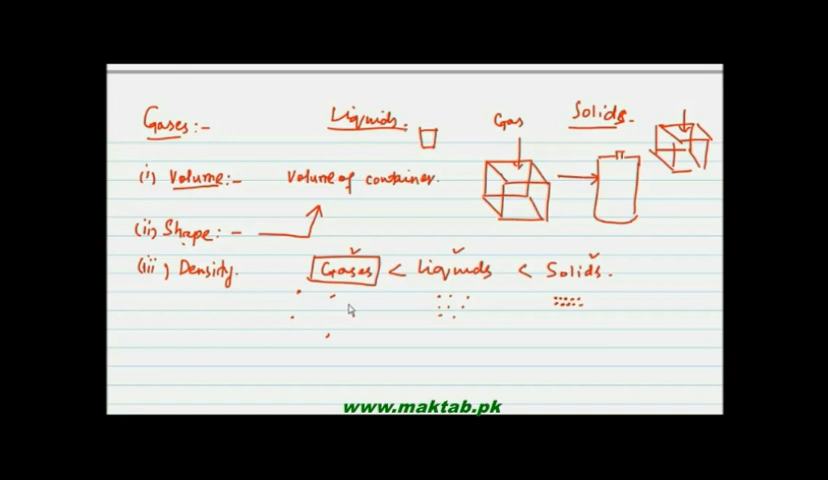 Gases:- Liquids. Gas Solids.
(i) Volume:- Volume of container.
(ii) Shape:-
(iii) Density. Gases < Liquids < Solids.
www.maktab.pk